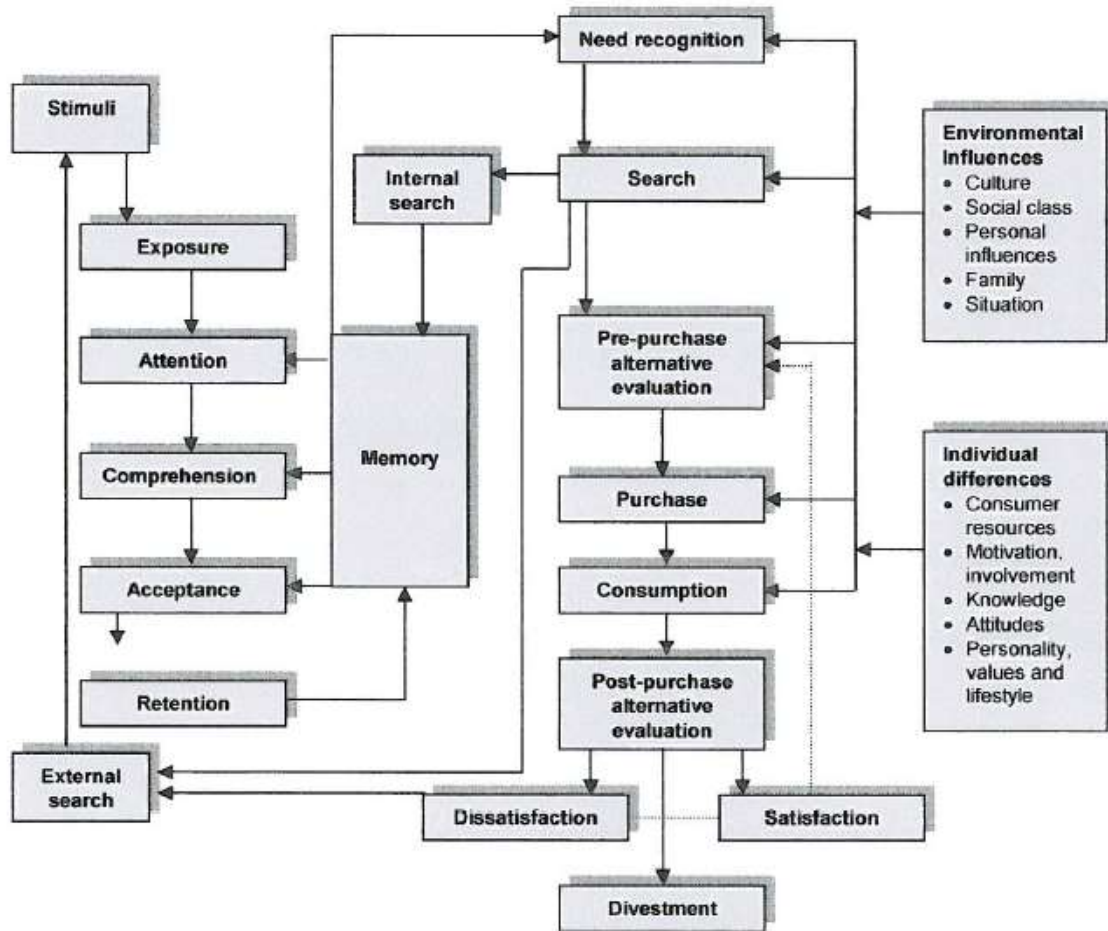 Need recognition
Stimuli
Internal
search
Search
Exposure
Attention
Comprehension
Acceptance
Retention
External
search
Memory
Pre-purchase
alternative
evaluation
Purchase
Consumption
Post-purchase
alternative
evaluation
Dissatisfaction
Satisfaction
Divestment
Environmental
Influences
• Culture
• Social class
• Personal
influences
• Family
• Situation
Individual
differences
• Consumer
resources
• Motivation,
involvement
• Knowledge
• Attitudes
• Personality,
values and
lifestyle